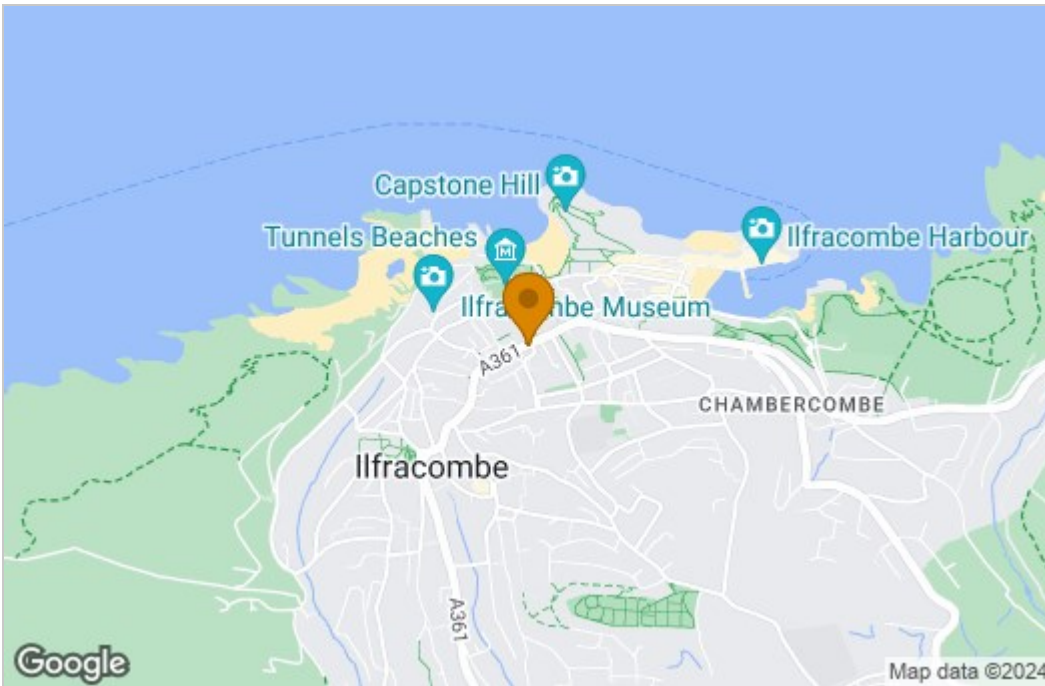 Capstone Hill
Tunnels Beaches
Ilfracombe Harbour
Ilfracombe Museum
A361
CHAMBERCOMBE
Ilfracombe
A361
Google
Map data ©2024